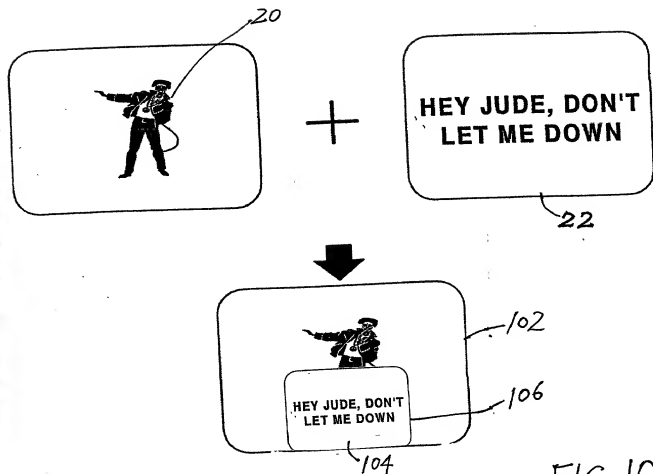 20
HEY JUDE, DON'T
LET ME DOWN
22
102
HEY JUDE, DON'T
LET ME DOWN
106
104
FIG. 10